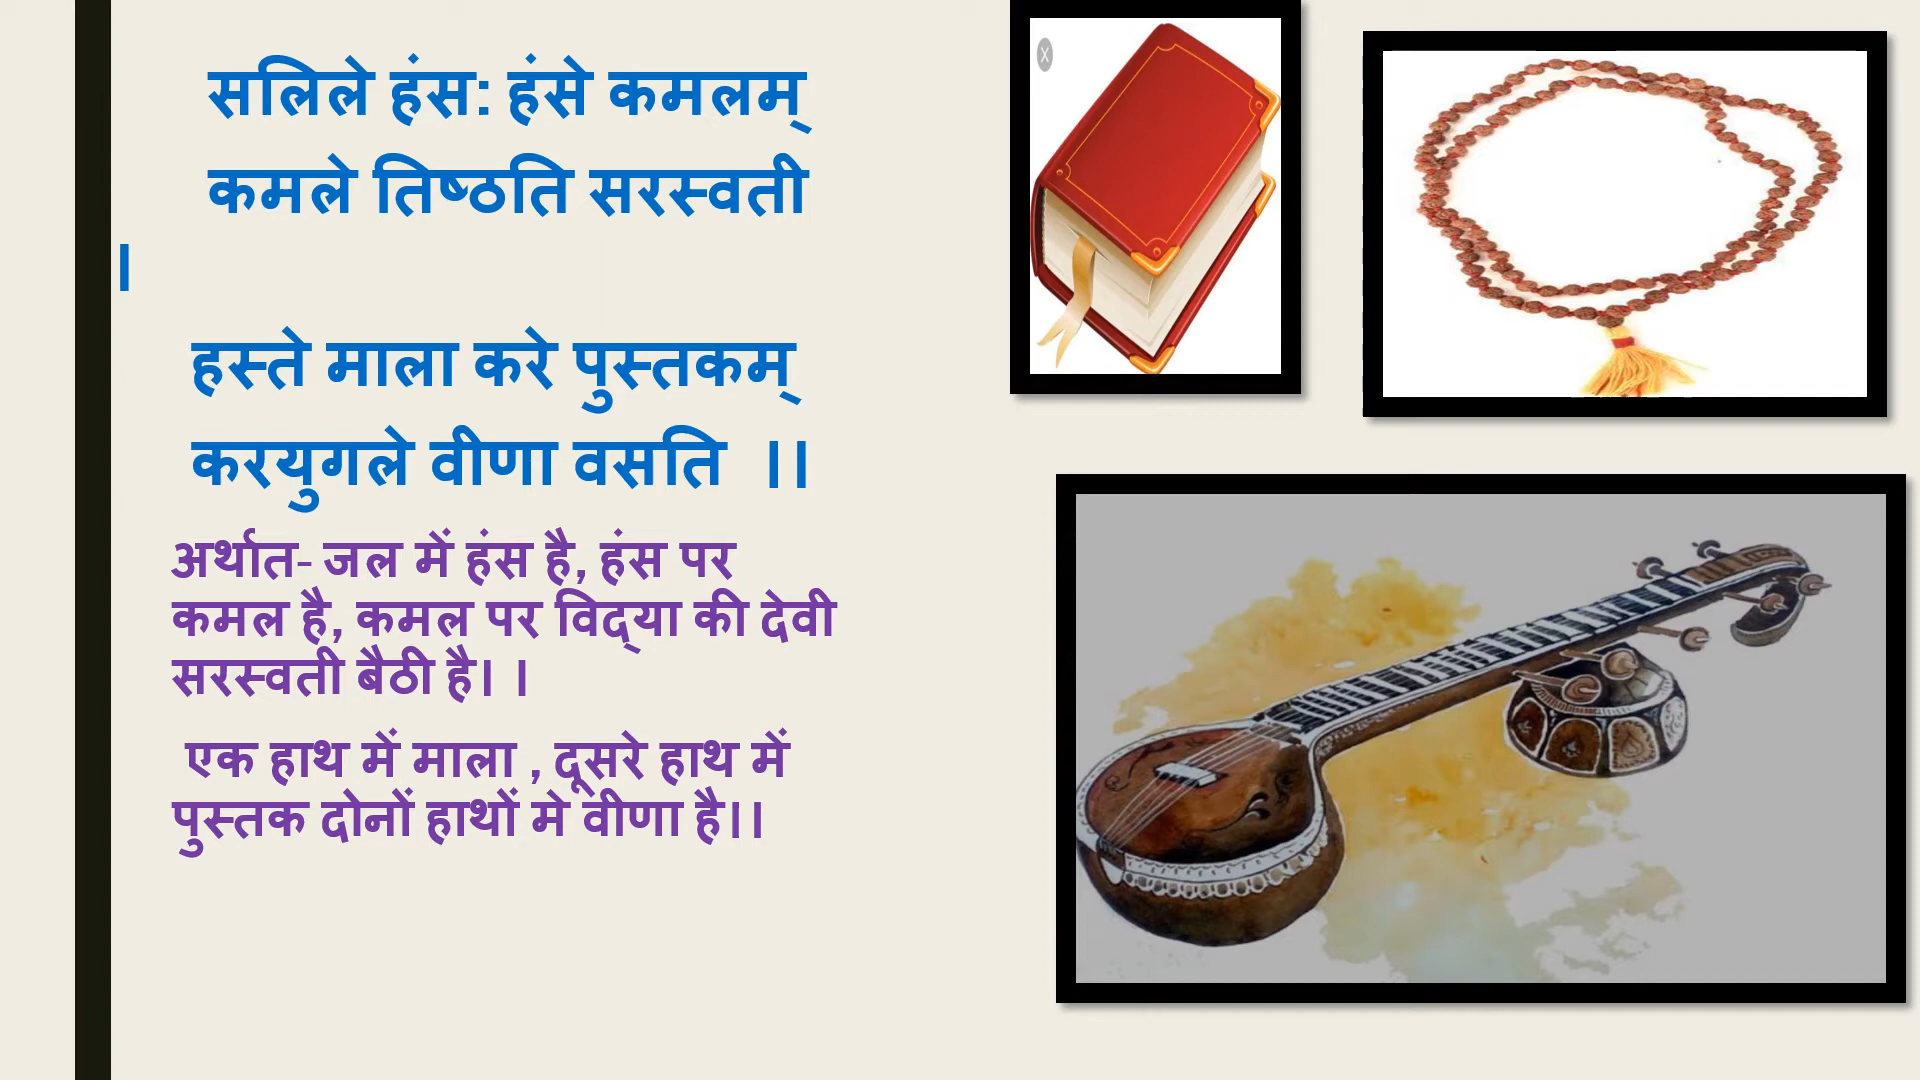 सलिले हंस: हंसे कमलम्
कमले तिष्ठति सरस्वती
।
हस्ते माला करे पुस्तकम्
करयुगले वीणा वसति ।।
अर्थात- जल में हंस है, हंस पर
कमल है, कमल पर विद्‌या की देवी
सरस्वती बैठी है। ।
एक हाथ में माला , दूसरे हाथ में
पुस्तक दोनों हाथों मे वीणा है।।